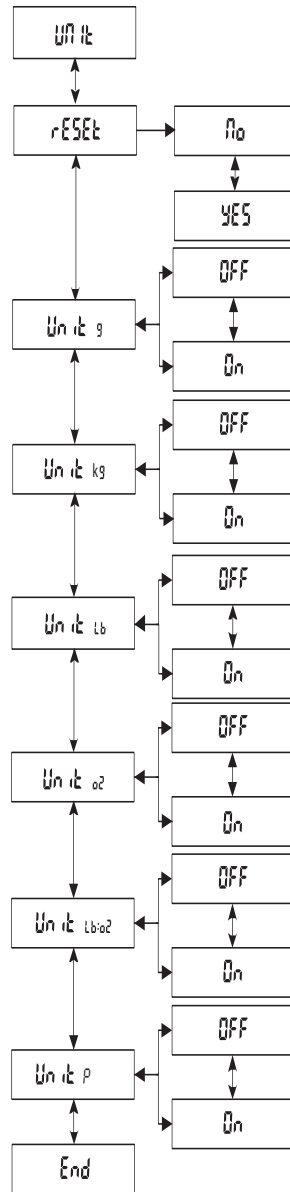 UNIt
rESEt
No
YES
OFF
Unit g
On
OFF
Unit kg
On
OFF
Unit Lb
On
OFF
Unit oz
On
OFF
Unit Lb:oz
On
OFF
Unit P
On
End